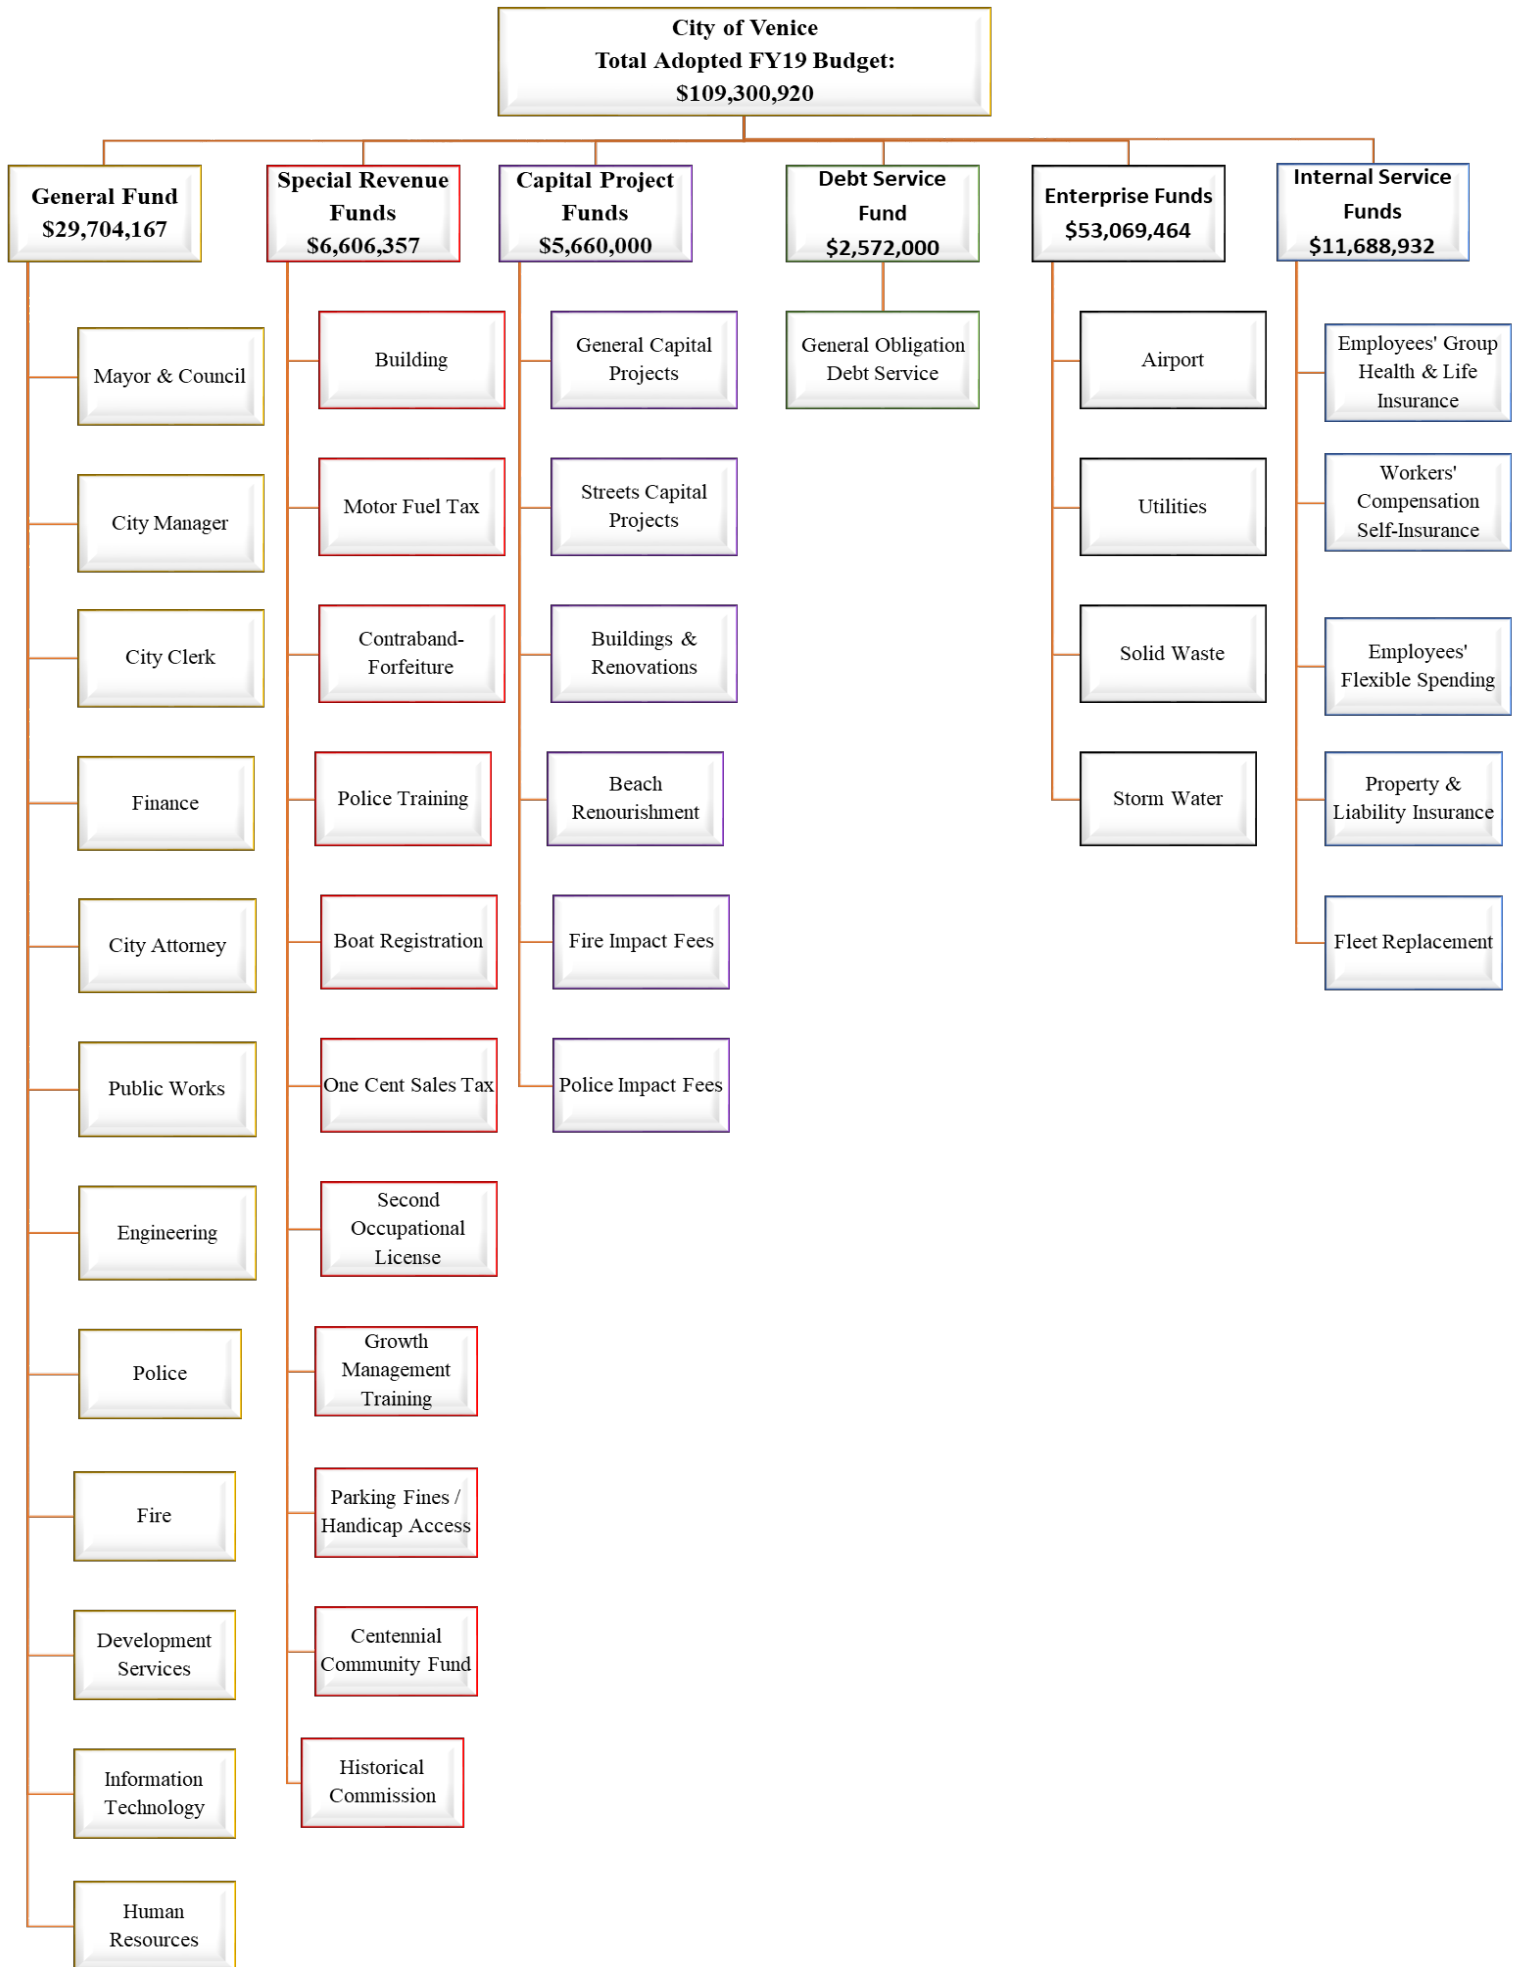 City of Venice
Total Adopted FY19 Budget:
$109,300,920
General Fund
$29,704,167
Mayor & Council
City Manager
City Clerk
Finance
City Attorney
Public Works
Engineering
Police
Fire
Development
Services
Information
Technology
Human
Resources
Special Revenue
Funds
$6,606,357
Building
Motor Fuel Tax
Contraband-
Forfeiture
Police Training
Boat Registration
One Cent Sales Tax
Second
Occupational
License
Growth
Management
Training
Parking Fines /
Handicap Access
Centennial
Community Fund
Historical
Commission
Capital Project
Funds
$5,660,000
General Capital
Projects
Streets Capital
Projects
Buildings &
Renovations
Beach
Renourishment
Fire Impact Fees
Police Impact Fees
Debt Service
Fund
$2,572,000
General Obligation
Debt Service
Enterprise Funds
$53,069,464
Airport
Utilities
Solid Waste
Storm Water
Internal Service
Funds
$11,688,932
Employees' Group
Health & Life
Insurance
Workers'
Compensation
Self-Insurance
Employees'
Flexible Spending
Property &
Liability Insurance
Fleet Replacement